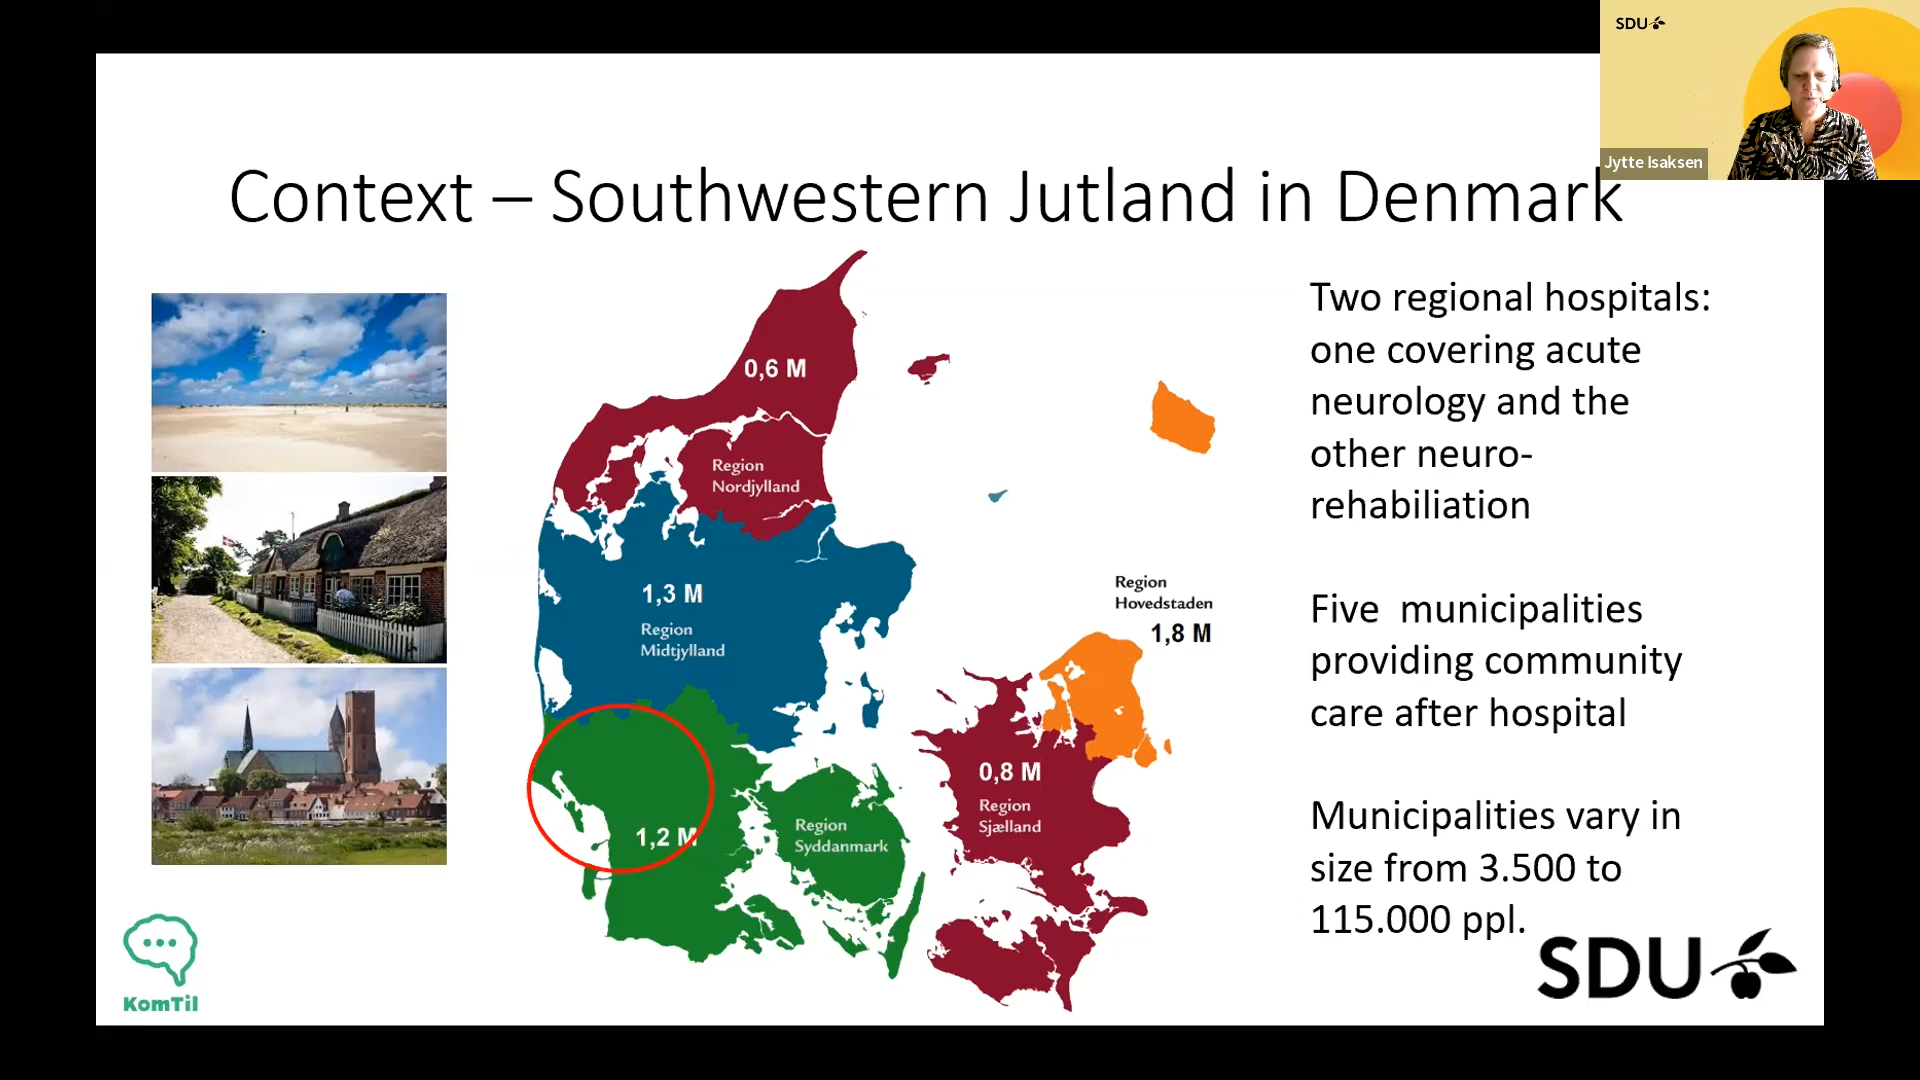 SDU
Jytte Isaksen
Context – Southwestern Jutland in Denmark
0,6 M
Region
Nordjylland
1,3 M
Region
Midtjylland
Region
Hovedstaden
1,8 M
0,8 M
Region
Sjælland
1,2 M
Region
Syddanmark
Two regional hospitals:
one covering acute
neurology and the
other neuro-
rehabiliation
Five municipalities
providing community
care after hospital
Municipalities vary in
size from 3.500 to
115.000 ppl.
KomTil
SDU